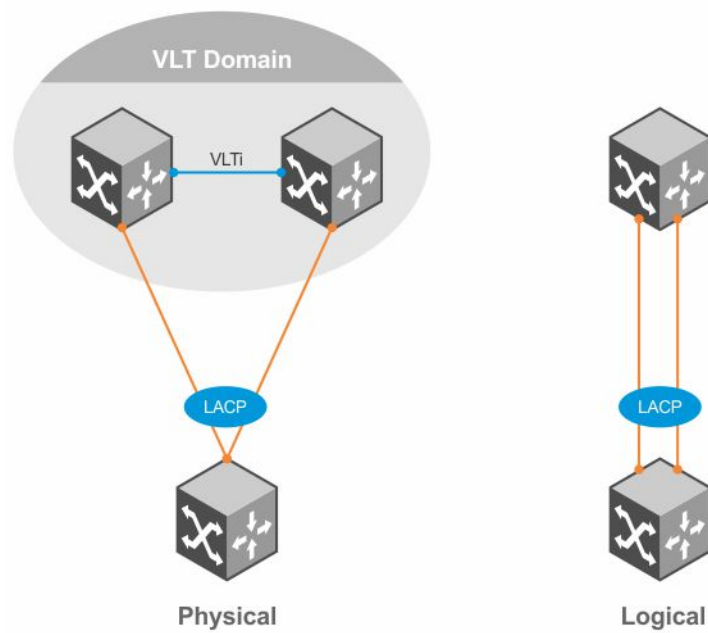 VLT Domain
VLTi
LACP
LACP
Physical
Logical